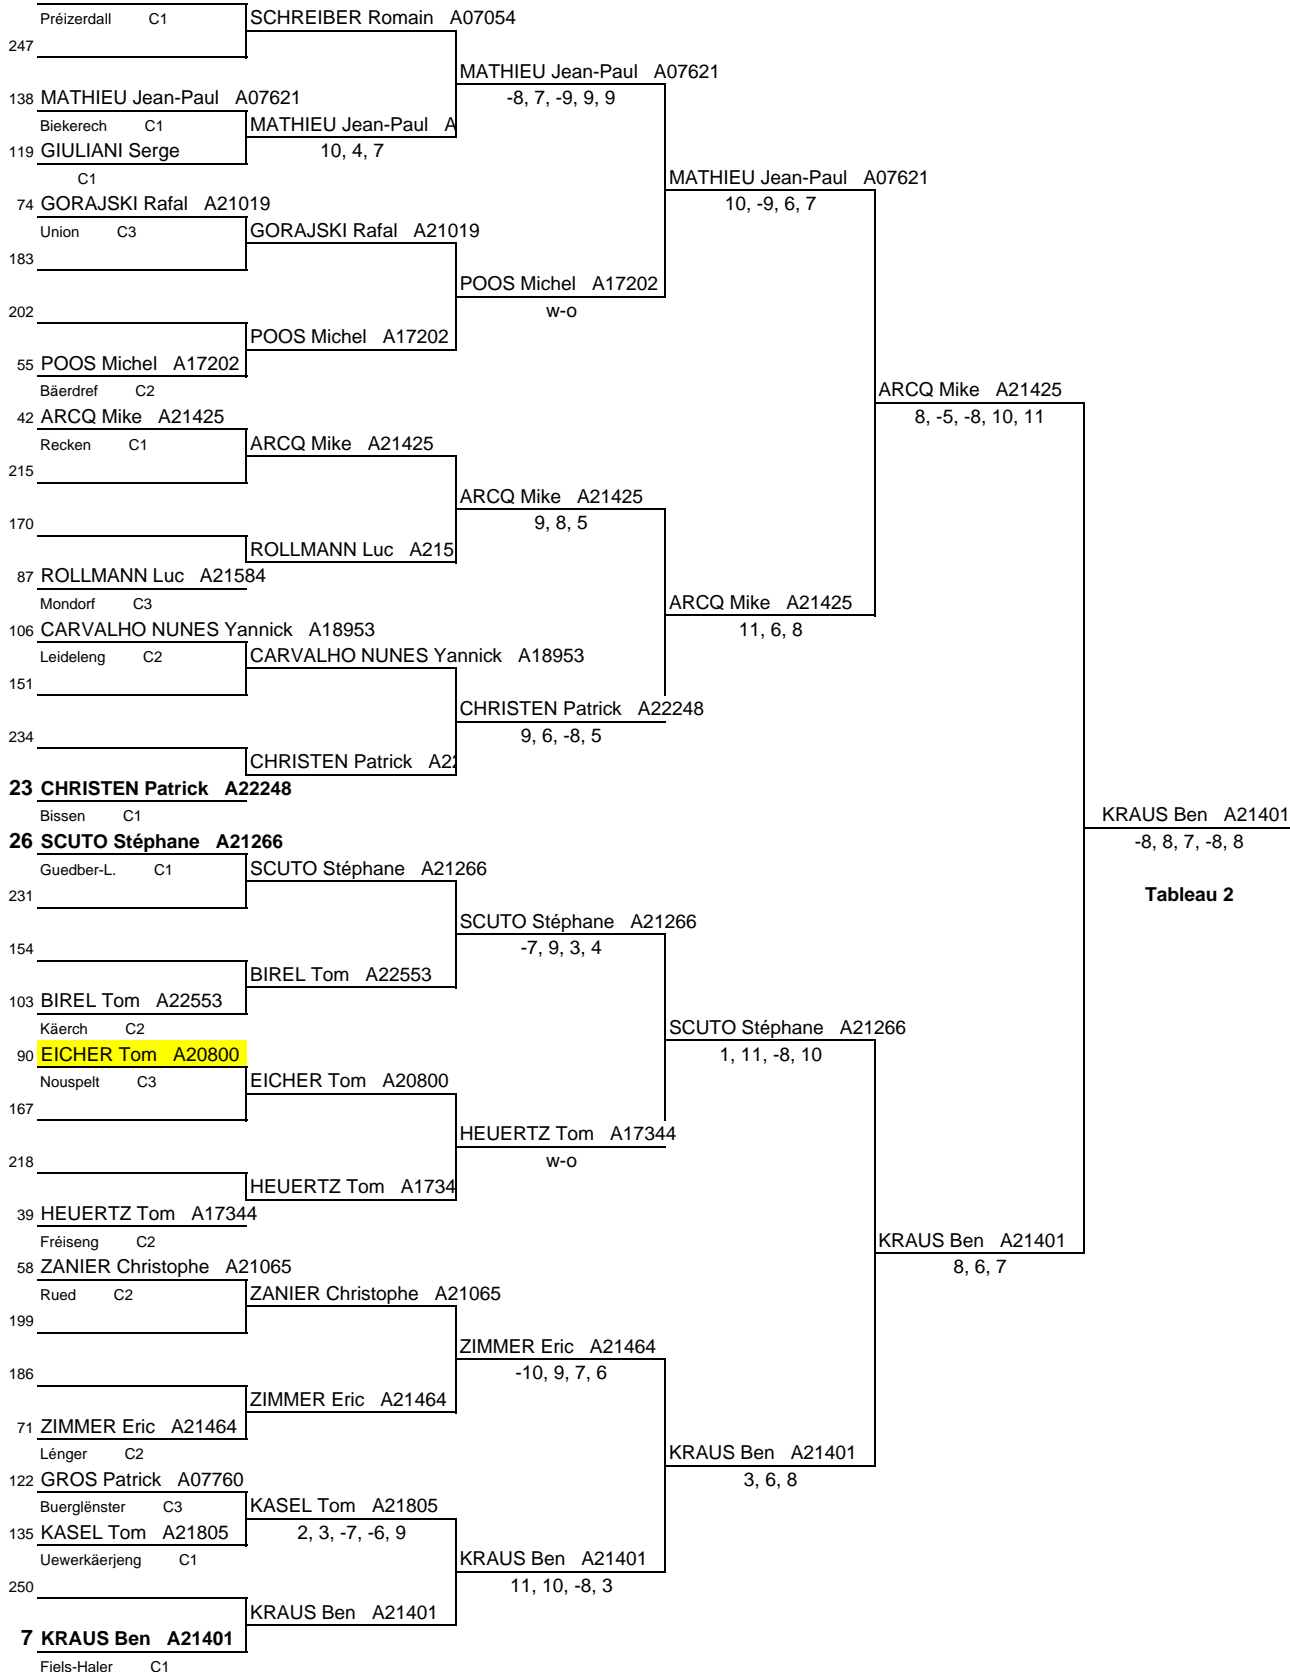 Préizerdall C1 SCHREIBER Romain A07054
247
MATHIEU Jean-Paul A07621
138 MATHIEU Jean-Paul A07621 -8, 7, -9, 9, 9
Biekerech C1 MATHIEU Jean-Paul A
119 GIULIANI Serge 10, 4, 7
C1 MATHIEU Jean-Paul A07621
74 GORAJSKI Rafal A21019 10, -9, 6, 7
Union C3 GORAJSKI Rafal A21019
183
POOS Michel A17202
202 w-o
POOS Michel A17202
55 POOS Michel A17202
Bäerdref C2 ARCQ Mike A21425
42 ARCQ Mike A21425 8, -5, -8, 10, 11
Recken C1 ARCQ Mike A21425
215
ARCQ Mike A21425
170 9, 8, 5
ROLLMANN Luc A215
87 ROLLMANN Luc A21584
Mondorf C3 ARCQ Mike A21425
106 CARVALHO NUNES Yannick A18953 11, 6, 8
Leideleng C2 CARVALHO NUNES Yannick A18953
151
CHRISTEN Patrick A22248
234 9, 6, -8, 5
CHRISTEN Patrick A22
23 CHRISTEN Patrick A22248
Bissen C1 KRAUS Ben A21401
26 SCUTO Stéphane A21266 -8, 8, 7, -8, 8
Guedber-L. C1 SCUTO Stéphane A21266
231 Tableau 2
SCUTO Stéphane A21266
154 -7, 9, 3, 4
BIREL Tom A22553
103 BIREL Tom A22553
Käerch C2 SCUTO Stéphane A21266
90 EICHER Tom A20800 1, 11, -8, 10
Nouspelt C3 EICHER Tom A20800
167
HEUERTZ Tom A17344
218 w-o
HEUERTZ Tom A1734
39 HEUERTZ Tom A17344
Fréiseng C2 KRAUS Ben A21401
58 ZANIER Christophe A21065 8, 6, 7
Rued C2 ZANIER Christophe A21065
199
ZIMMER Eric A21464
186 -10, 9, 7, 6
ZIMMER Eric A21464
71 ZIMMER Eric A21464
Lénger C2 KRAUS Ben A21401
122 GROS Patrick A07760 3, 6, 8
Buerglënster C3 KASEL Tom A21805
135 KASEL Tom A21805 2, 3, -7, -6, 9
Uewerkäerjeng C1 KRAUS Ben A21401
250 11, 10, -8, 3
KRAUS Ben A21401
7 KRAUS Ben A21401
Fiels-Haler C1